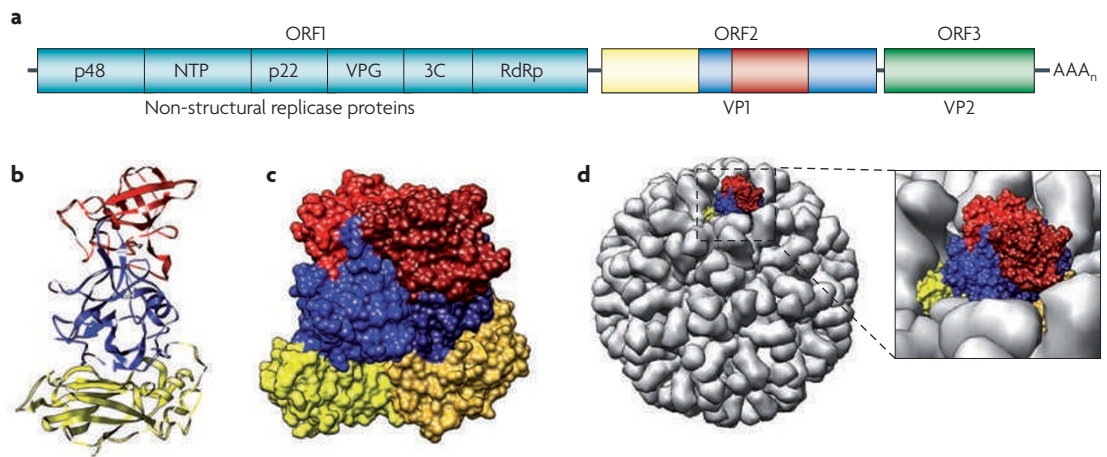 a
ORF1 ORF2 ORF3
p48 NTP p22 VPG 3C RdRp AAAn
Non-structural replicase proteins VP1 VP2
b c d